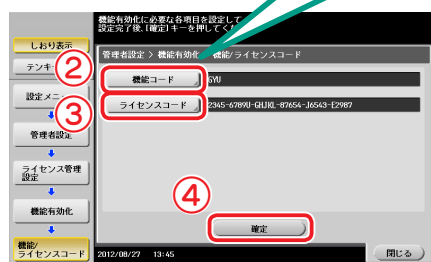 機能有効化に必要な各項目を設定して
設定完了後、[確定]キーを押してくだ
しおり表示
管理者設定 > 機能有効化 機能/ライセンスコード
テンキ
②
機能コード
GYU
設定メニ
③
ライセンスコード
2345-6789U-GHJKL-87654-J6543-E2987
管理者設定
ライセンス管理
設定
④
機能有効化
確定
機能/
ライセンスコード
2012/08/27 13:45
閉じる